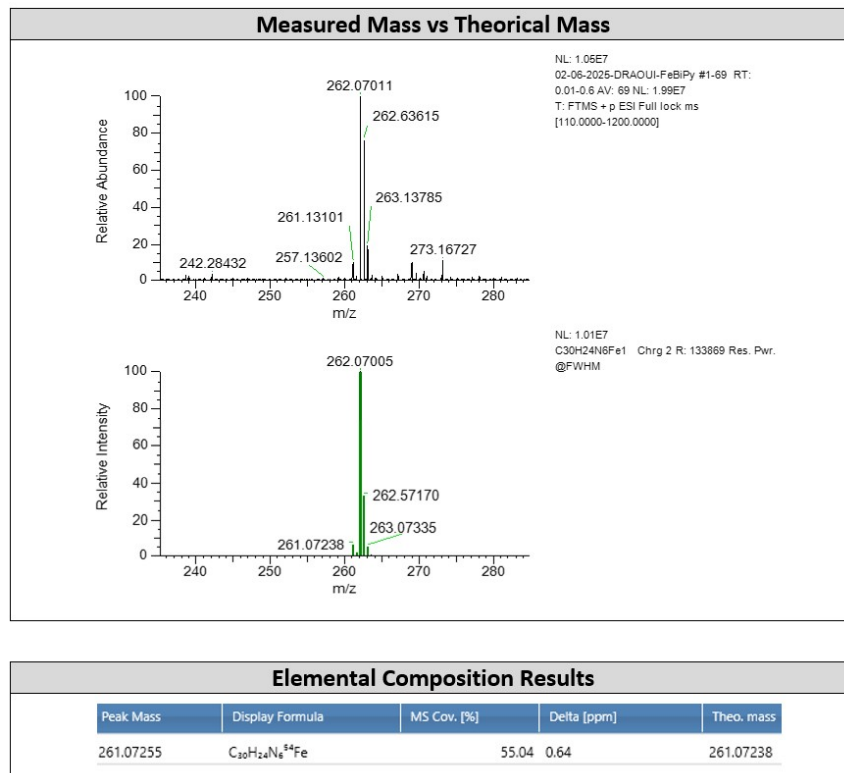 Measured Mass vs Theorical Mass
NL: 1.05E7
02-06-2025-DRAOUI-FeBiPy #1-69 RT:
0.01-0.6 AV: 69 NL: 1.99E7
T: FTMS + p ESI Full lock ms
[110.0000-1200.0000]
262.07011
100
262.63615
80
Relative Abundance
60
263.13785
40
261.13101
20
242.28432
257.13602
273.16727
0
240 250 260 270 280
m/z
NL: 1.01E7
C30H24N6Fe1 Chrg 2 R: 133869 Res. Pwr.
@FWHM
262.07005
100
80
Relative Intensity
60
40
262.57170
20
263.07335
261.07238
0
240 250 260 270 280
m/z
Elemental Composition Results
Peak Mass Display Formula MS Cov. [%] Delta [ppm] Theo. mass
261.07255 C₃₀H₂₄N₆⁵⁴Fe 55.04 0.64 261.07238